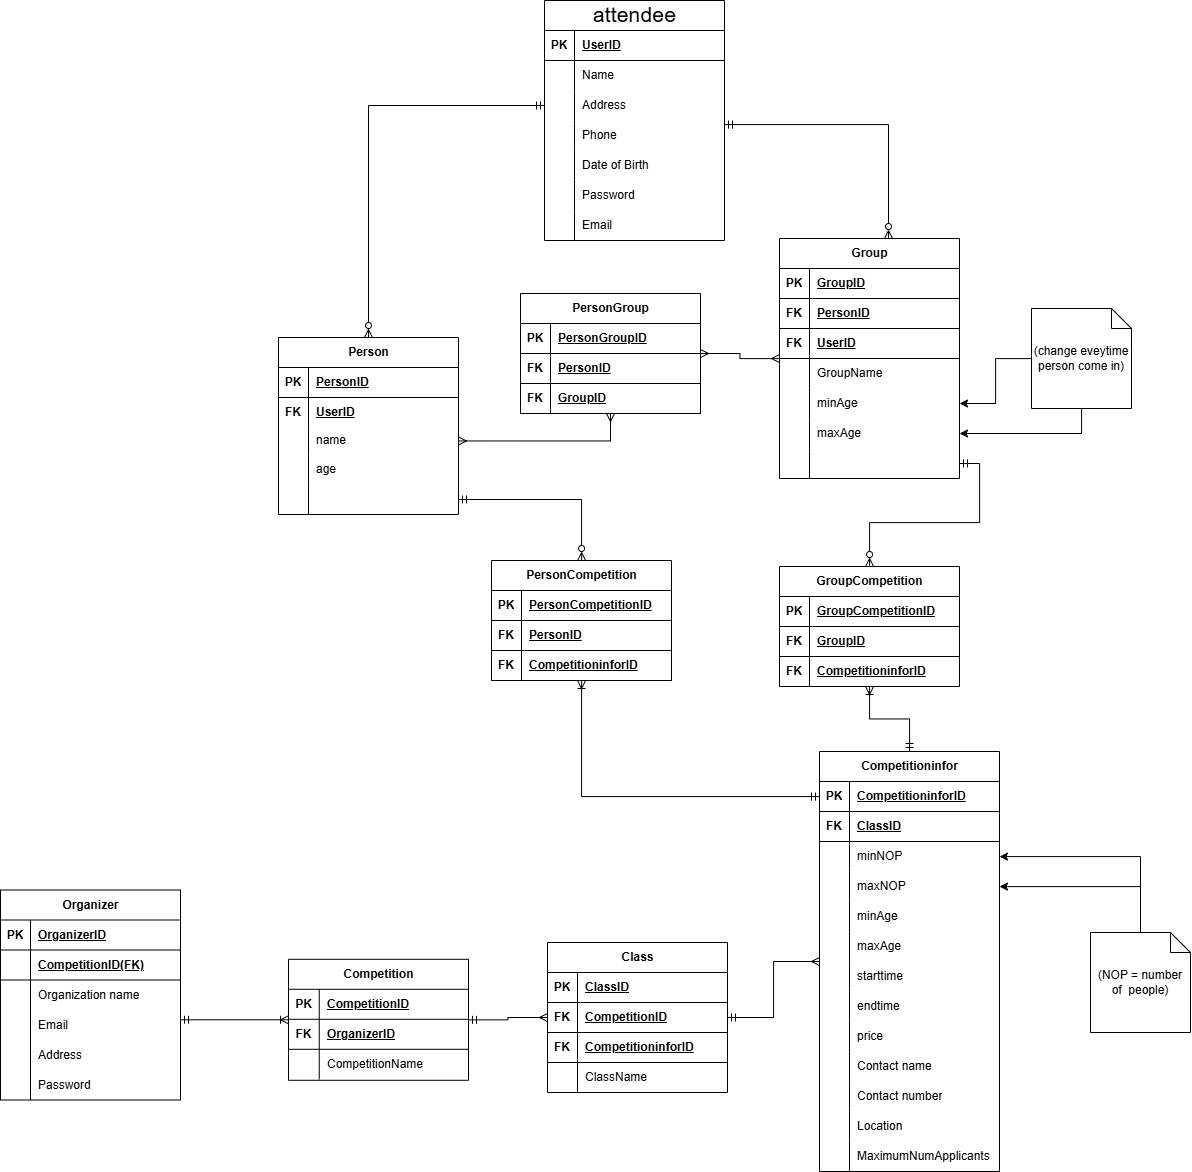 attendee
PK UserID
Name
Address
Phone
Date of Birth
Password
Email
Group
PK GroupID
FK PersonID
FK UserID
GroupName
minAge
maxAge
(change eveytime
person come in)
PersonGroup
PK PersonGroupID
FK PersonID
FK GroupID
Person
PK PersonID
FK UserID
name
age
PersonCompetition
PK PersonCompetitionID
FK PersonID
FK CompetitioninforID
GroupCompetition
PK GroupCompetitionID
FK GroupID
FK CompetitioninforID
Competitioninfor
PK CompetitioninforID
FK ClassID
minNOP
maxNOP
minAge
maxAge
starttime
endtime
price
Contact name
Contact number
Location
MaximumNumApplicants
(NOP = number
of people)
Organizer
PK OrganizerID
CompetitionID(FK)
Organization name
Email
Address
Password
Competition
PK CompetitionID
FK OrganizerID
CompetitionName
Class
PK ClassID
FK CompetitionID
FK CompetitioninforID
ClassName